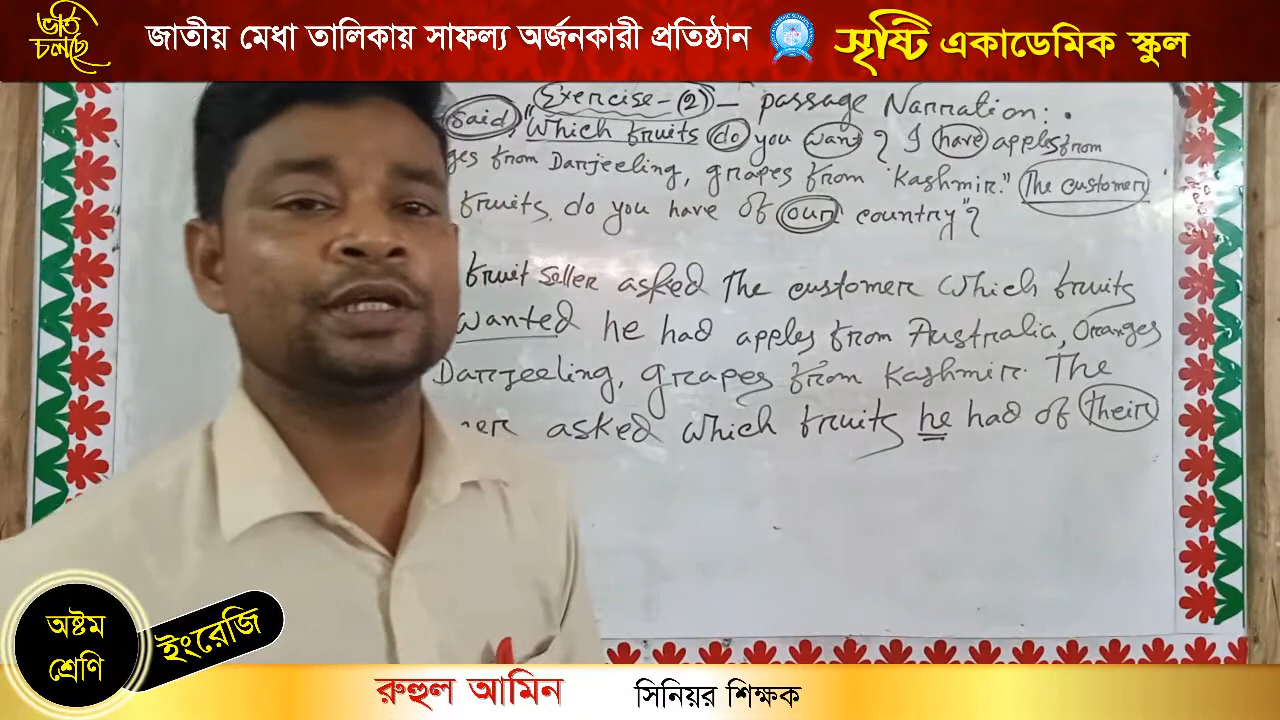 ভর্তি চলছে
জাতীয় মেধা তালিকায় সাফল্য অর্জনকারী প্রতিষ্ঠান
সৃষ্টি একাডেমিক স্কুল
Exercise-(2)- passage Narration:.
said, "Which fruits do you want? I have apples from
ges from Darjeeling, grapes from Kashmir." The customer
fruits do you have of our country"?
fruit seller asked The customer which fruits
wanted he had apples from Australia, Oranges
Darjeeling, grapes from Kashmir. The
mer asked which fruits he had of their
অষ্টম
শ্রেণি
ইংরেজি
রুহুল আমিন সিনিয়র শিক্ষক